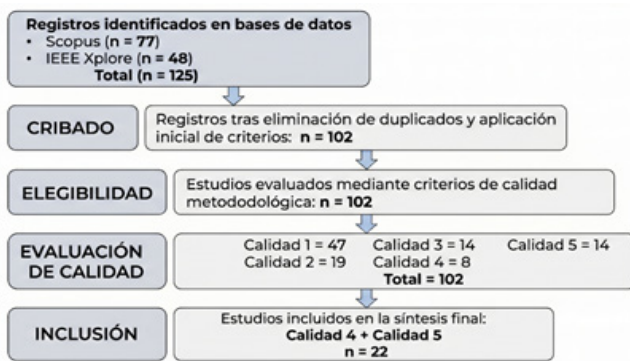 Registros identificados en bases de datos
• Scopus (n = 77)
• IEEE Xplore (n = 48)
Total (n = 125)
CRIBADO
Registros tras eliminación de duplicados y aplicación
inicial de criterios: n = 102
ELEGIBILIDAD
Estudios evaluados mediante criterios de calidad
metododológica: n = 102
EVALUACIÓN
DE CALIDAD
Calidad 1 = 47 Calidad 3 = 14 Calidad 5 = 14
Calidad 2 = 19 Calidad 4 = 8
Total = 102
INCLUSIÓN
Estudios incluidos en la síntesis final:
Calidad 4 + Calidad 5
n = 22